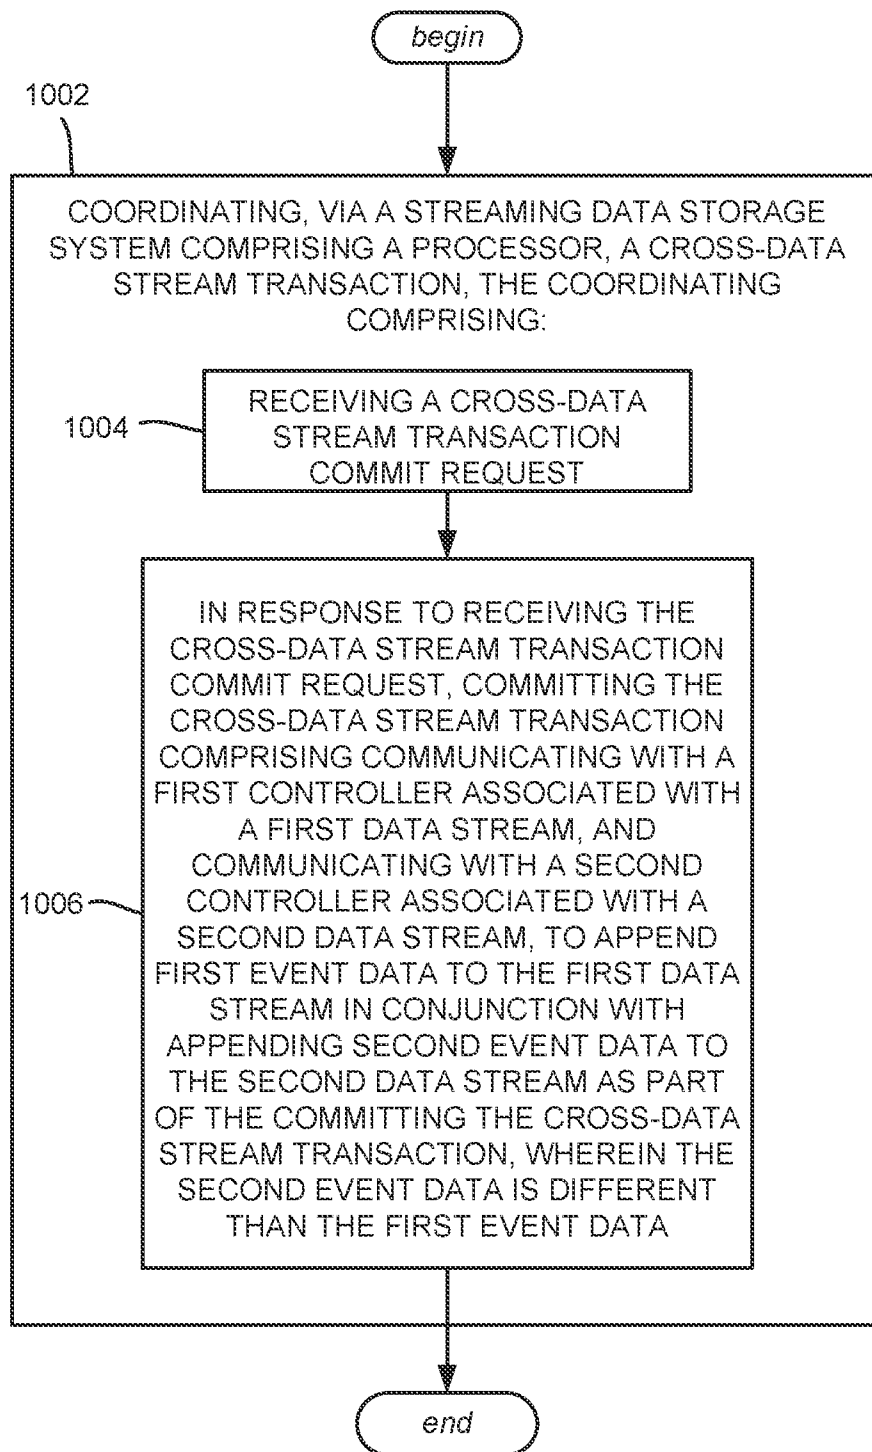 begin
1002
COORDINATING, VIA A STREAMING DATA STORAGE
SYSTEM COMPRISING A PROCESSOR, A CROSS-DATA
STREAM TRANSACTION, THE COORDINATING
COMPRISING:
1004
RECEIVING A CROSS-DATA
STREAM TRANSACTION
COMMIT REQUEST
IN RESPONSE TO RECEIVING THE
CROSS-DATA STREAM TRANSACTION
COMMIT REQUEST, COMMITTING THE
CROSS-DATA STREAM TRANSACTION
COMPRISING COMMUNICATING WITH A
FIRST CONTROLLER ASSOCIATED WITH
A FIRST DATA STREAM, AND
COMMUNICATING WITH A SECOND
1006
CONTROLLER ASSOCIATED WITH A
SECOND DATA STREAM, TO APPEND
FIRST EVENT DATA TO THE FIRST DATA
STREAM IN CONJUNCTION WITH
APPENDING SECOND EVENT DATA TO
THE SECOND DATA STREAM AS PART
OF THE COMMITTING THE CROSS-DATA
STREAM TRANSACTION, WHEREIN THE
SECOND EVENT DATA IS DIFFERENT
THAN THE FIRST EVENT DATA
end